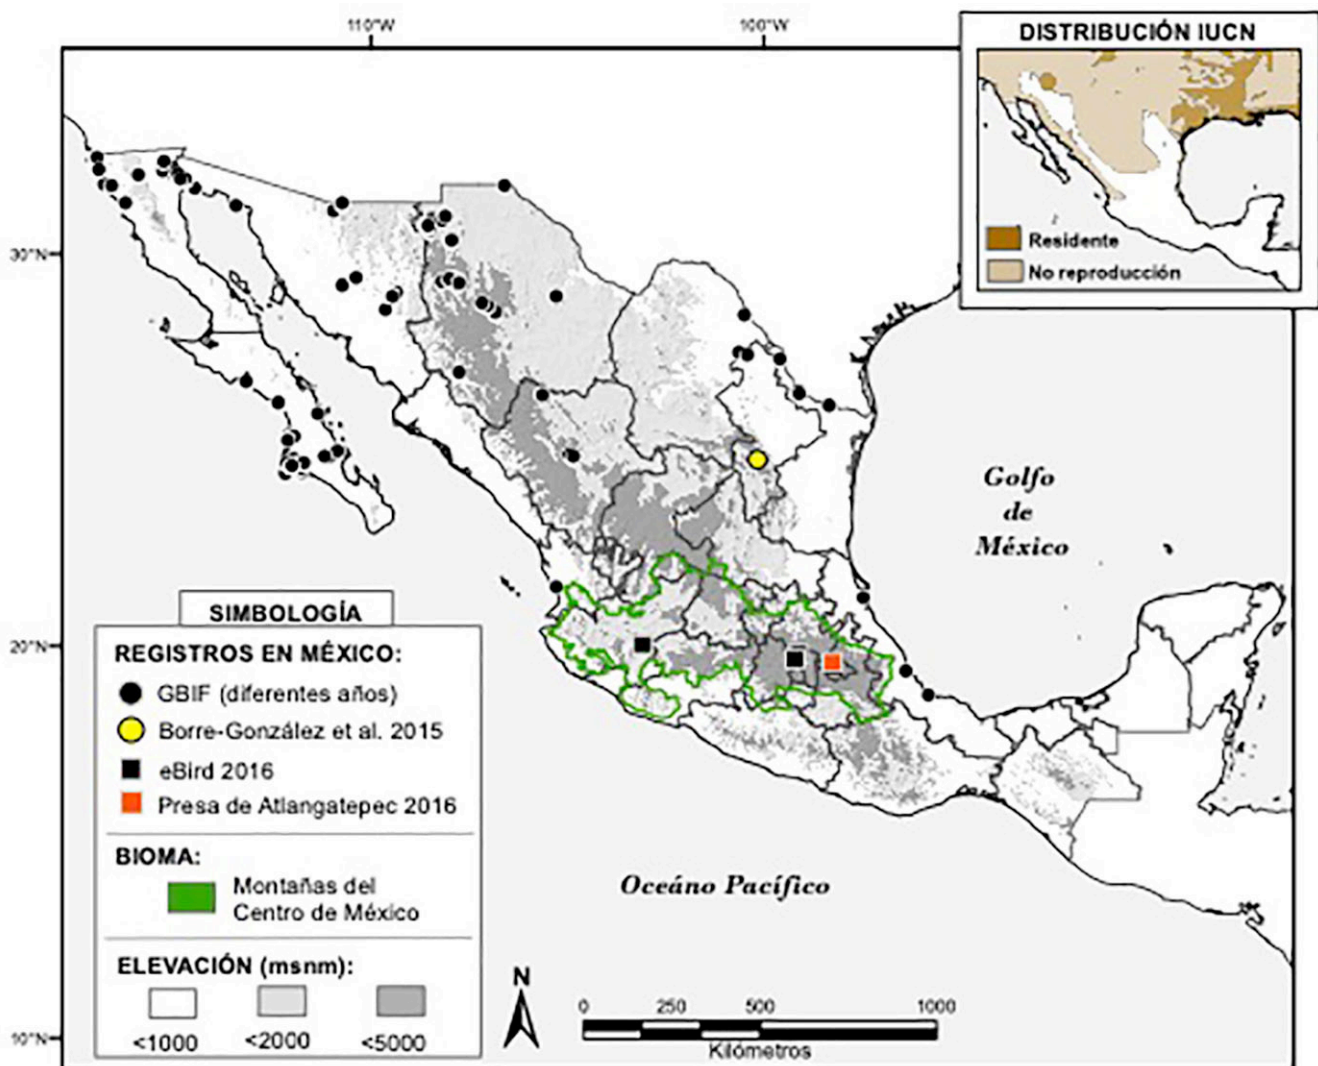 110°W
100°W
DISTRIBUCIÓN IUCN
Residente
No reproducción
30°N
20°N
10°N
Golfo
de
México
Oceáno Pacífico
SIMBOLOGÍA
REGISTROS EN MÉXICO:
GBIF (diferentes años)
Borre-González et al. 2015
eBird 2016
Presa de Atlangatepec 2016
BIOMA:
Montañas del
Centro de México
ELEVACIÓN (msnm):
<1000
<2000
<5000
N
0
250
500
1000
Kilómetros